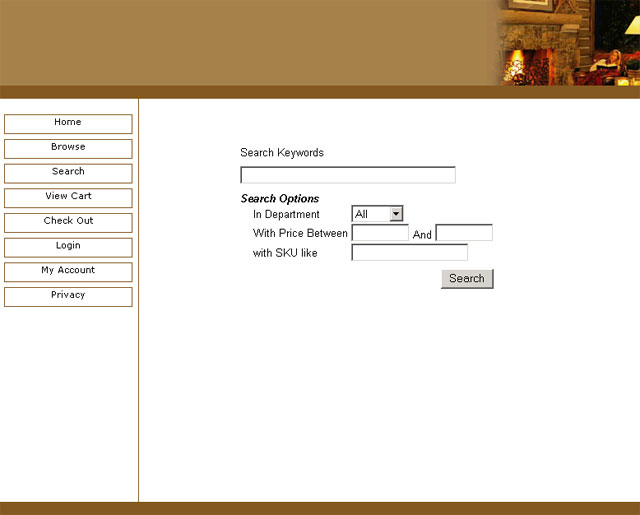 Home
Browse
Search
View Cart
Check Out
Login
My Account
Privacy
Search Keywords
Search Options
In Department All
With Price Between And
with SKU like
Search